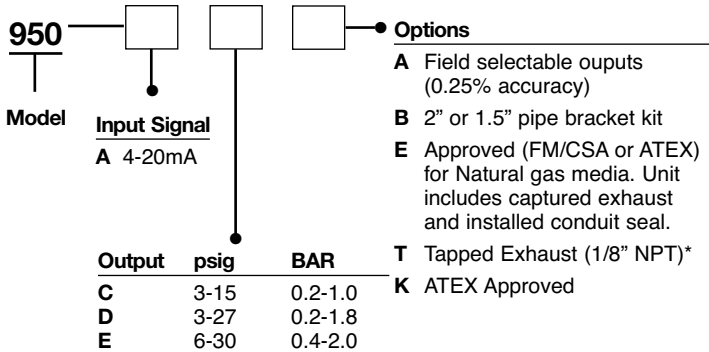 950
Model
Input Signal
A 4-20mA
Output psig BAR
C 3-15 0.2-1.0
D 3-27 0.2-1.8
E 6-30 0.4-2.0
Options
A Field selectable ouputs
(0.25% accuracy)
B 2” or 1.5” pipe bracket kit
E Approved (FM/CSA or ATEX)
for Natural gas media. Unit
includes captured exhaust
and installed conduit seal.
T Tapped Exhaust (1/8” NPT)*
K ATEX Approved